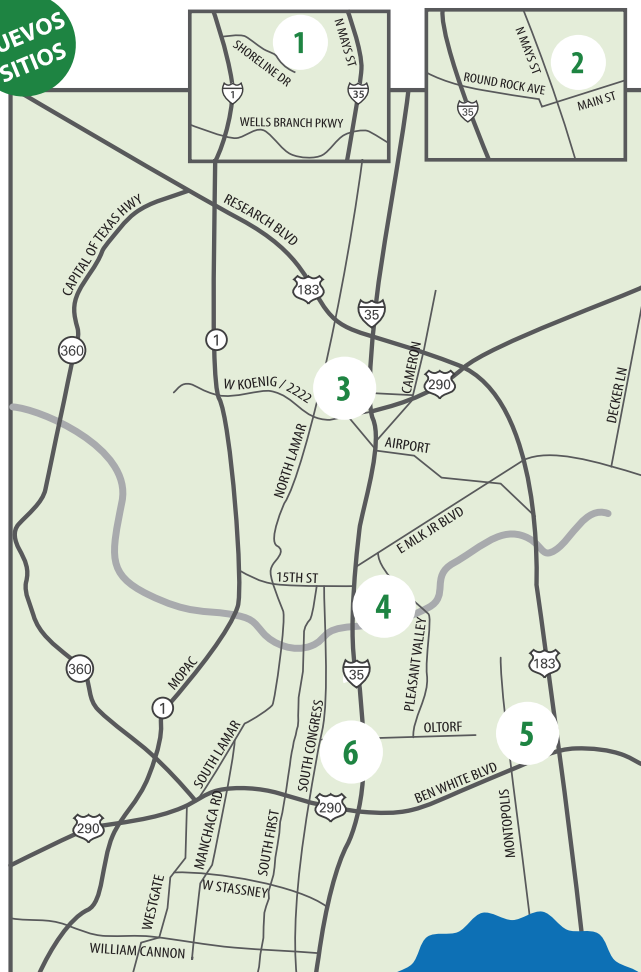 UEVOS
SITIOS
1
SHORELINE DR
N MAYS ST
1
35
WELLS BRANCH PKWY
2
N MAYS ST
ROUND ROCK AVE
MAIN ST
35
CAPITAL OF TEXAS HWY
RESEARCH BLVD
183
35
1
360
CAMERON
290
W KOENIG / 2222
3
DECKER LN
NORTH LAMAR
AIRPORT
E MLK JR BLVD
15TH ST
4
PLEASANT VALLEY
360
MOPAC
35
183
1
SOUTH LAMAR
SOUTH CONGRESS
OLTORF
5
6
BEN WHITE BLVD
290
290
MANCHACA RD
SOUTH FIRST
MONTOPOLIS
WESTGATE
W STASSNEY
WILLIAM CANNON